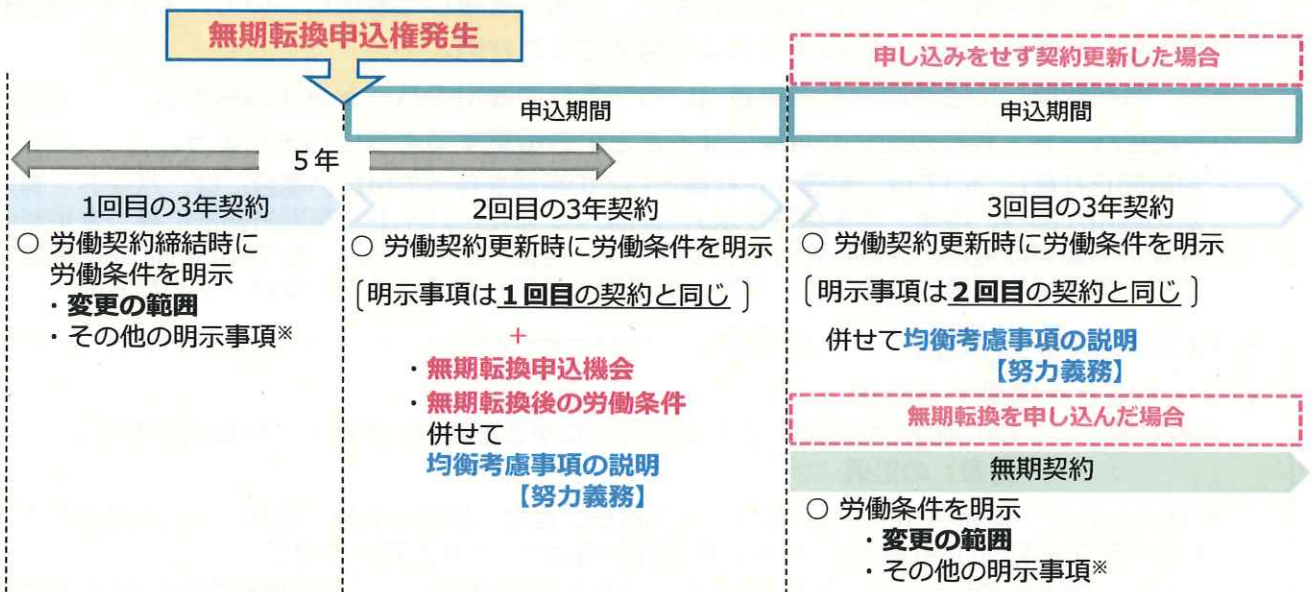 無期転換申込権発生
申し込みをせず契約更新した場合
申込期間
申込期間
5年
1回目の3年契約
○ 労働契約締結時に
労働条件を明示
・変更の範囲
・その他の明示事項※
2回目の3年契約
○ 労働契約更新時に労働条件を明示
〔明示事項は１回目の契約と同じ 〕
+
・無期転換申込機会
・無期転換後の労働条件
併せて
均衡考慮事項の説明
【努力義務】
3回目の3年契約
○ 労働契約更新時に労働条件を明示
〔明示事項は２回目の契約と同じ 〕
併せて均衡考慮事項の説明
【努力義務】
無期転換を申し込んだ場合
無期契約
○ 労働条件を明示
・変更の範囲
・その他の明示事項※